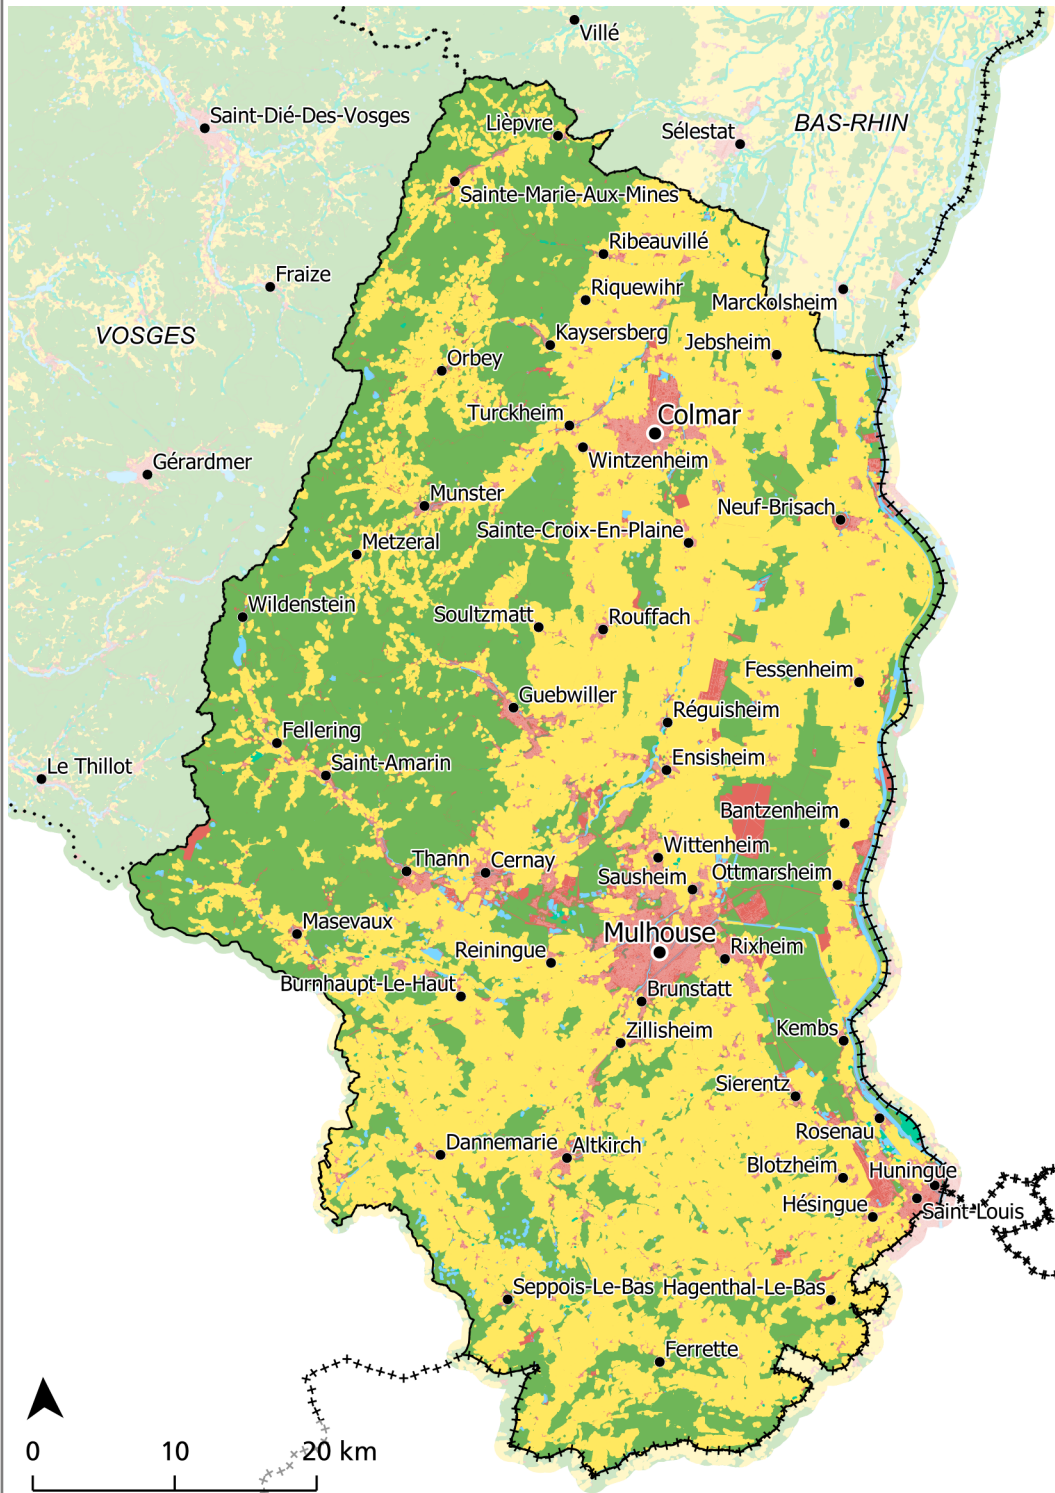 Villé
Saint-Dié-Des-Vosges
Lièpvre
Sélestat
BAS-RHIN
Sainte-Marie-Aux-Mines
Ribeauvillé
Fraize
Riquewihr
Marckolsheim
VOSGES
Kaysersberg
Jebsheim
Orbey
Turckheim
Colmar
Wintzenheim
Gérardmer
Munster
Neuf-Brisach
Sainte-Croix-En-Plaine
Metzeral
Wildenstein
Soultzmatt
Rouffach
Fessenheim
Guebwiller
Réguisheim
Fellering
Ensisheim
Le Thillot
Saint-Amarin
Bantzenheim
Wittenheim
Thann
Cernay
Sausheim
Ottmarsheim
Masevaux
Mulhouse
Reiningue
Rixheim
Burnhaupt-Le-Haut
Brunstatt
Zillisheim
Kembs
Sierentz
Rosenau
Dannemarie
Altkirch
Blotzheim
Huningue
Hésingue
Saint-Louis
Seppois-Le-Bas
Hagenthal-Le-Bas
Ferrette
0 10 20 km